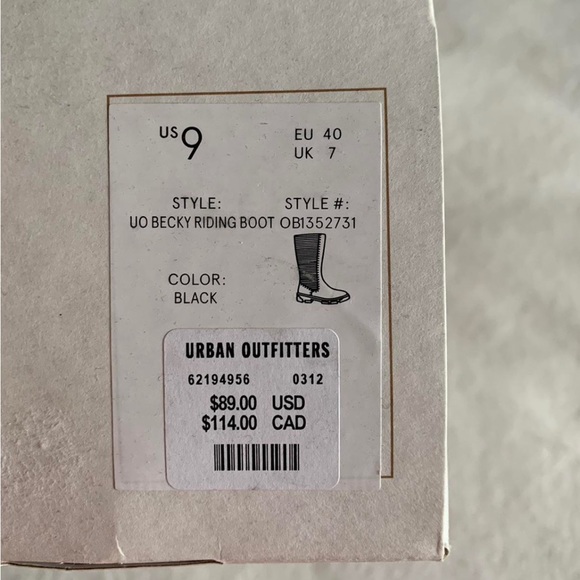 US 9
EU 40
UK 7
STYLE:
UO BECKY RIDING BOOT
STYLE #:
OB1352731
COLOR:
BLACK
URBAN OUTFITTERS
62194956 0312
$89.00 USD
$114.00 CAD